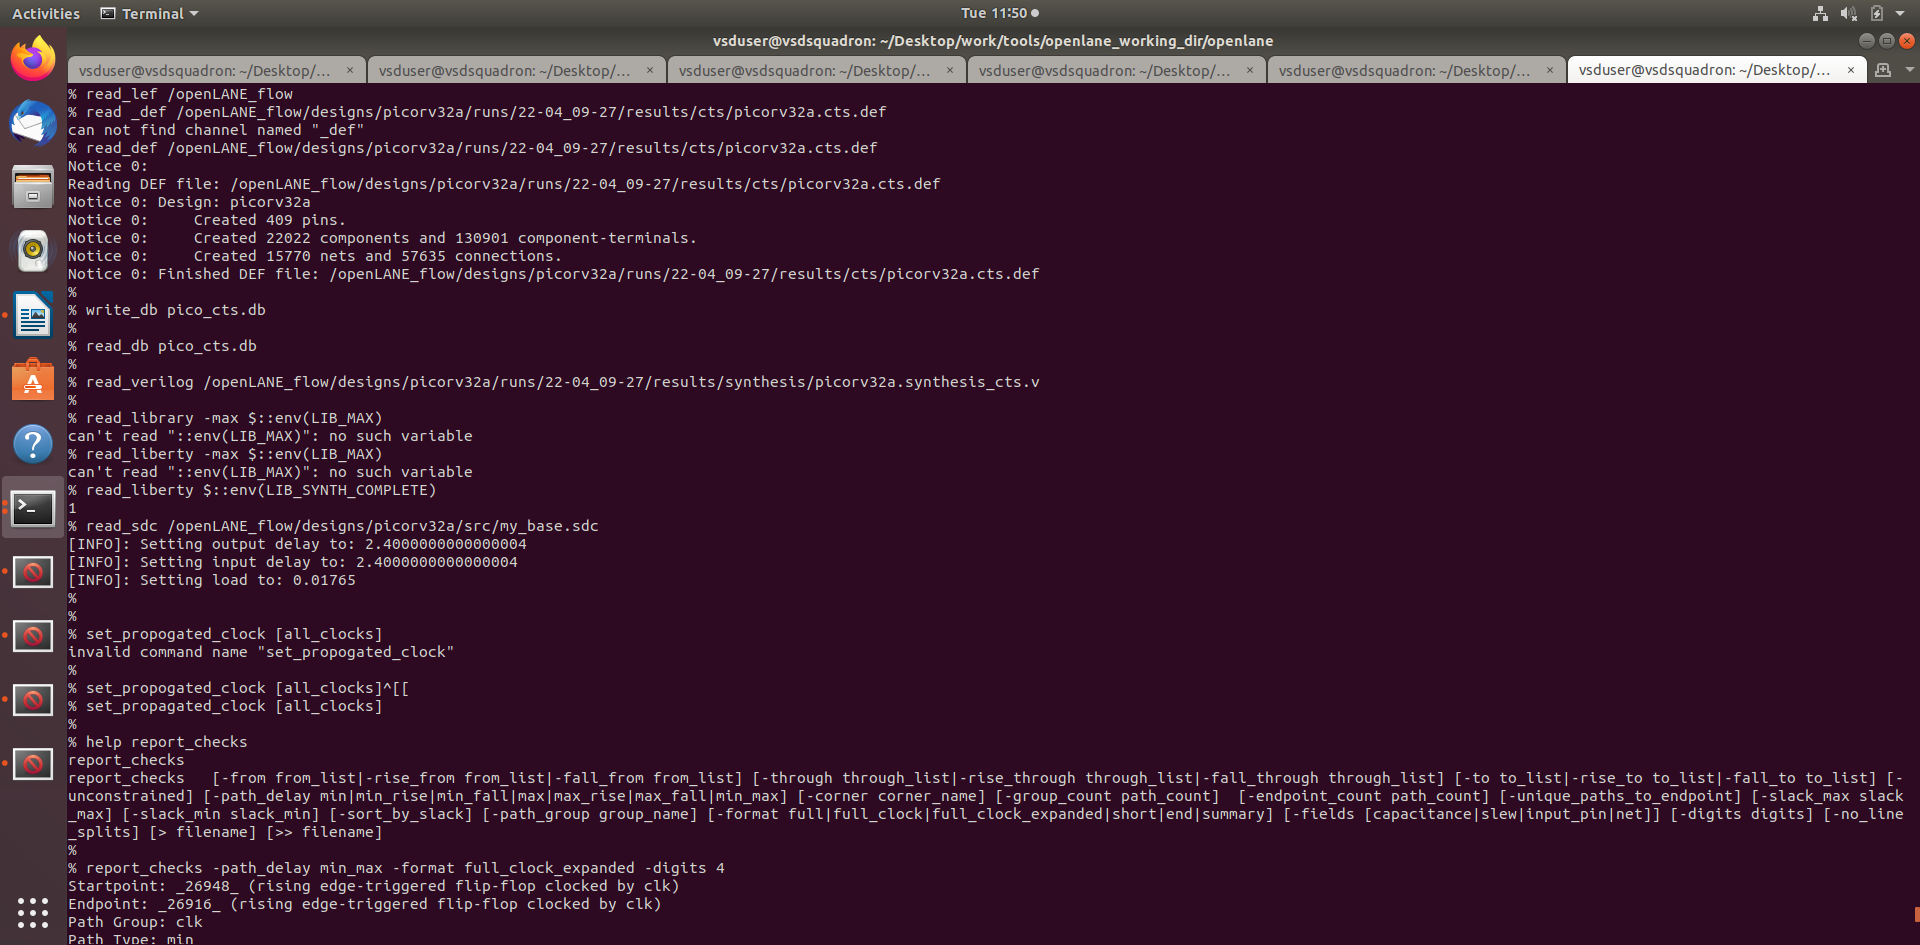 Activities
Terminal
Tue 11:50
vsduser@vsdsquadron: ~/Desktop/work/tools/openlane_working_dir/openlane
vsduser@vsdsquadron: ~/Desktop/... × vsduser@vsdsquadron: ~/Desktop/... × vsduser@vsdsquadron: ~/Desktop/... × vsduser@vsdsquadron: ~/Desktop/... × vsduser@vsdsquadron: ~/Desktop/... × vsduser@vsdsquadron: ~/Desktop/... ×
% read_lef /openLANE_flow
% read _def /openLANE_flow/designs/picorv32a/runs/22-04_09-27/results/cts/picorv32a.cts.def
can not find channel named "_def"
% read_def /openLANE_flow/designs/picorv32a/runs/22-04_09-27/results/cts/picorv32a.cts.def
Notice 0:
Reading DEF file: /openLANE_flow/designs/picorv32a/runs/22-04_09-27/results/cts/picorv32a.cts.def
Notice 0: Design: picorv32a
Notice 0:     Created 409 pins.
Notice 0:     Created 22022 components and 130901 component-terminals.
Notice 0:     Created 15770 nets and 57635 connections.
Notice 0: Finished DEF file: /openLANE_flow/designs/picorv32a/runs/22-04_09-27/results/cts/picorv32a.cts.def
%
% write_db pico_cts.db
%
% read_db pico_cts.db
%
% read_verilog /openLANE_flow/designs/picorv32a/runs/22-04_09-27/results/synthesis/picorv32a.synthesis_cts.v
%
% read_library -max $::env(LIB_MAX)
can't read "::env(LIB_MAX)": no such variable
% read_liberty -max $::env(LIB_MAX)
can't read "::env(LIB_MAX)": no such variable
% read_liberty $::env(LIB_SYNTH_COMPLETE)
1
% read_sdc /openLANE_flow/designs/picorv32a/src/my_base.sdc
[INFO]: Setting output delay to: 2.4000000000000004
[INFO]: Setting input delay to: 2.4000000000000004
[INFO]: Setting load to: 0.01765
%
%
% set_propogated_clock [all_clocks]
invalid command name "set_propogated_clock"
%
% set_propogated_clock [all_clocks]^[[
% set_propagated_clock [all_clocks]
%
% help report_checks
report_checks
report_checks   [-from from_list|-rise_from from_list|-fall_from from_list] [-through through_list|-rise_through through_list|-fall_through through_list] [-to to_list|-rise_to to_list|-fall_to to_list] [-
unconstrained] [-path_delay min|min_rise|min_fall|max|max_rise|max_fall|min_max] [-corner corner_name] [-group_count path_count]  [-endpoint_count path_count] [-unique_paths_to_endpoint] [-slack_max slack
_max] [-slack_min slack_min] [-sort_by_slack] [-path_group group_name] [-format full|full_clock|full_clock_expanded|short|end|summary] [-fields [capacitance|slew|input_pin|net]] [-digits digits] [-no_line
_splits] [> filename] [>> filename]
%
% report_checks -path_delay min_max -format full_clock_expanded -digits 4
Startpoint: _26948_ (rising edge-triggered flip-flop clocked by clk)
Endpoint: _26916_ (rising edge-triggered flip-flop clocked by clk)
Path Group: clk
Path Type: min